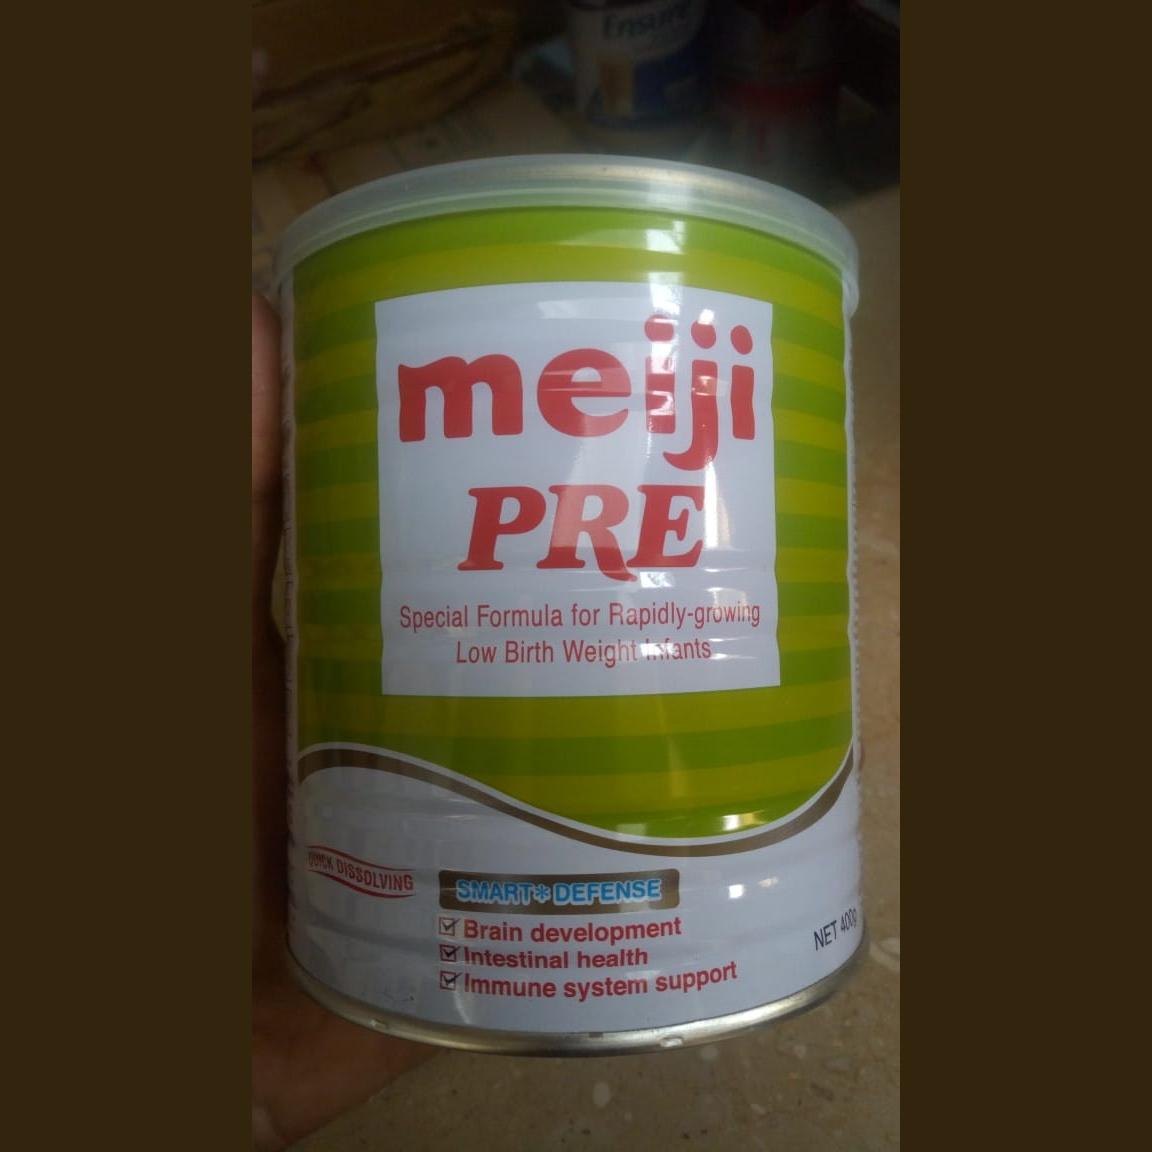 Ensure
meiji
PRE
Special Formula for Rapidly-growing
Low Birth Weight Infants
QUICK DISSOLVING
SMART*DEFENSE
Brain development
Intestinal health
Immune system support
NET 400g